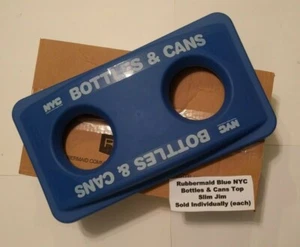 BOTTLES & CANS
NYC
NYC
BOTTLES & CANS
Rubbermaid Blue NYC
Bottles & Cans Top
Slim Jim
Sold Individually (each)